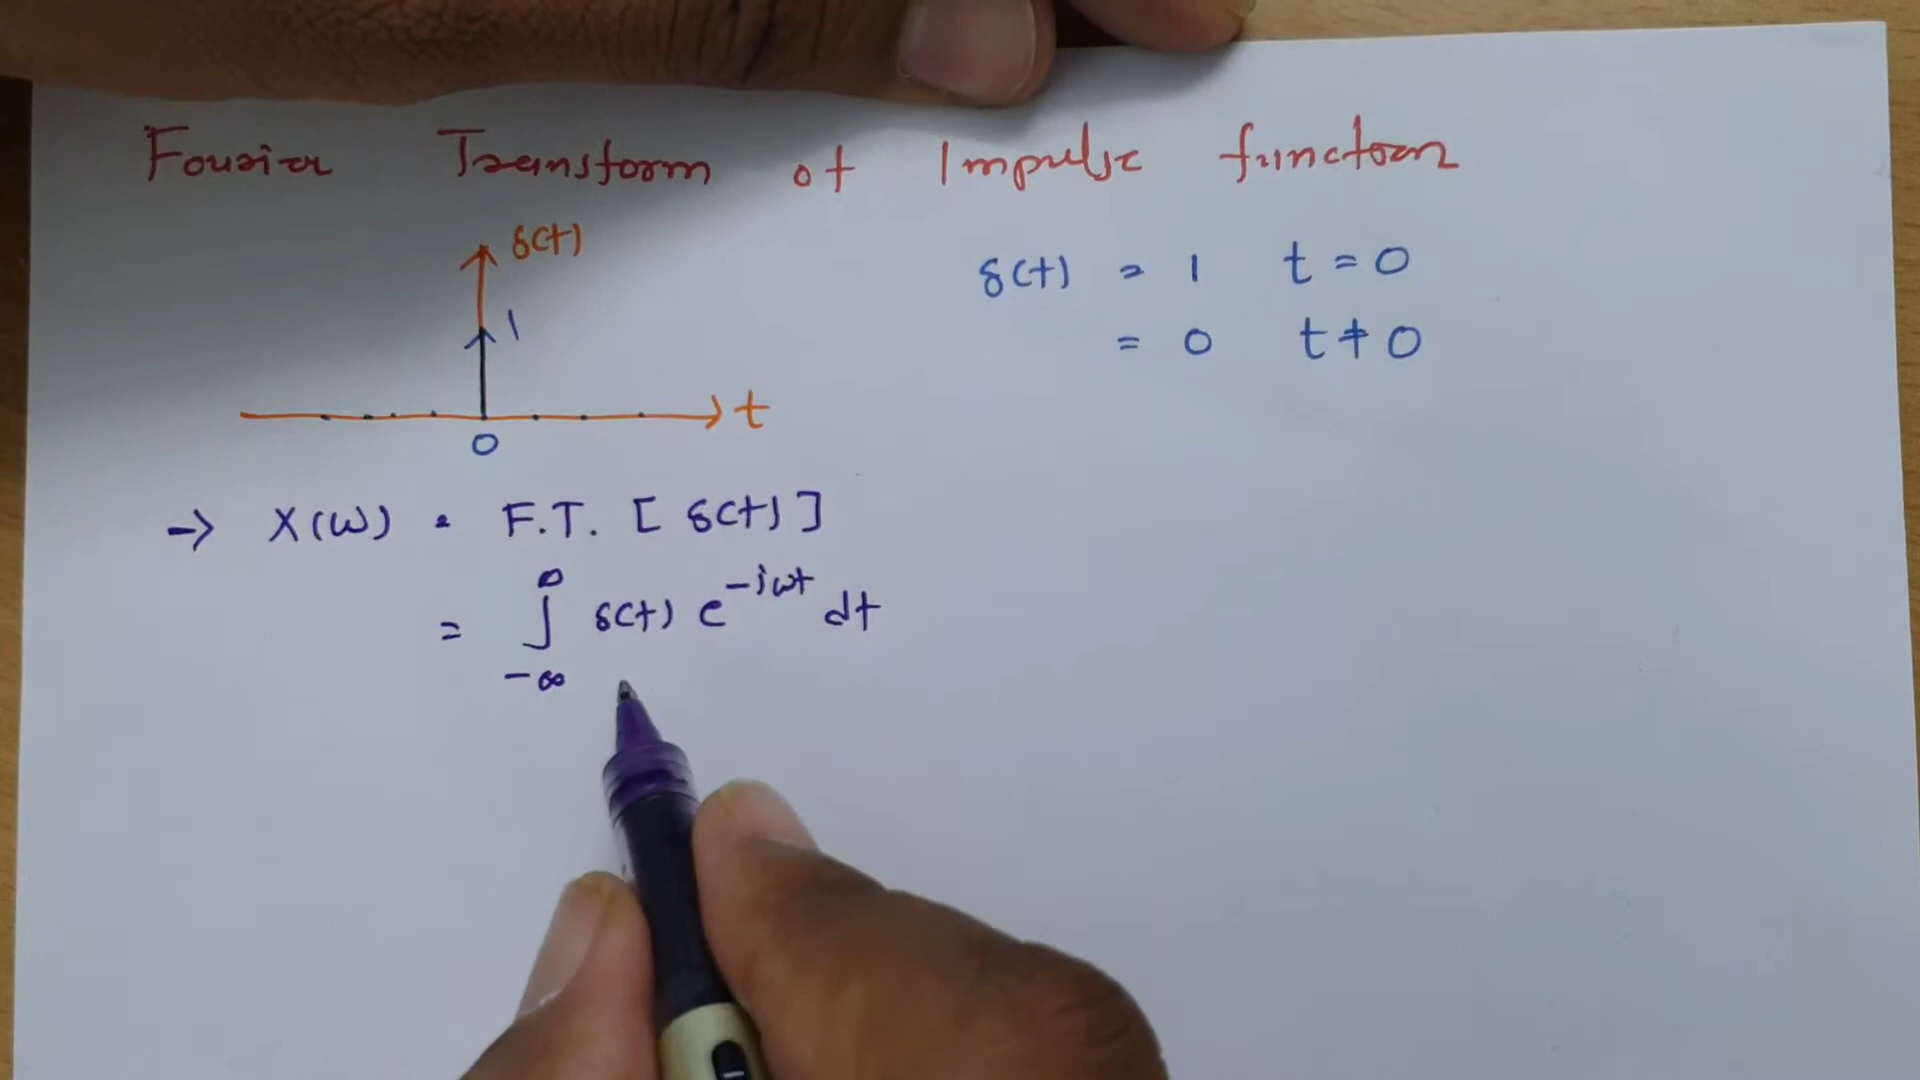 Fourier Transform of Impulse function
δ(t)
1
t
0
δ(t) = 1 t = 0
= 0 t ≠ 0
→ X(ω) = F.T. [ δ(t) ]
= ∫_{-∞}^{∞} δ(t) e^{-jωt} dt